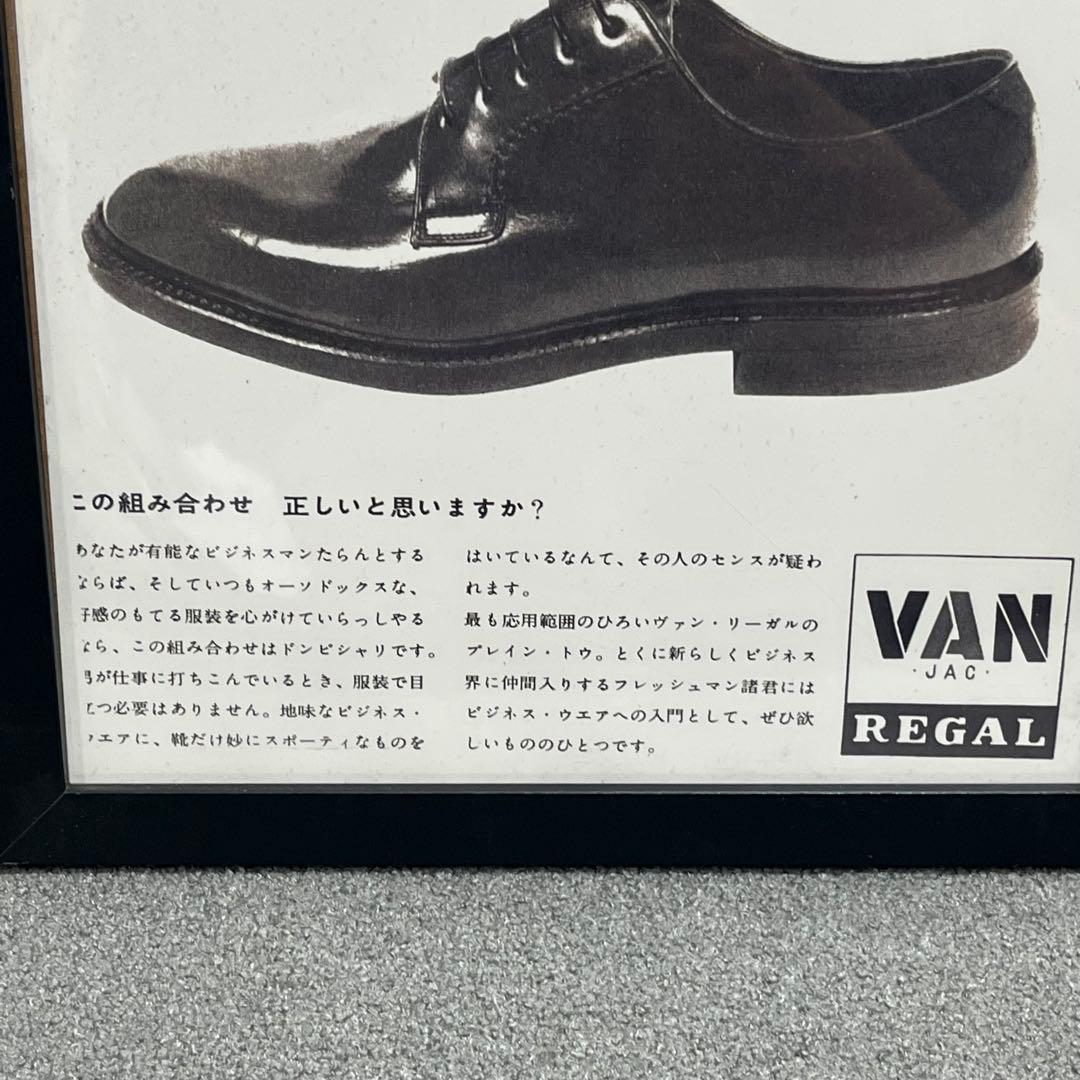 この組み合わせ　正しいと思いますか？
あなたが有能なビジネスマンたらんとする
ならば、そしていつもオーソドックスな、
好感のもてる服装を心がけていらっしやる
なら、この組み合わせはドンピシャリです。
男が仕事に打ちこんでいるとき、服装で目
立つ必要はありません。地味なビジネス・
ウエアに、靴だけ妙にスポーティなものを
はいているなんて、その人のセンスが疑わ
れます。
最も応用範囲のひろいヴァン・リーガルの
プレイン・トウ。とくに新らしくビジネス
界に仲間入りするフレッシュマン諸君には
ビジネス・ウエアへの入門として、ぜひ欲
しいもののひとつです。
VAN
・JAC・
REGAL